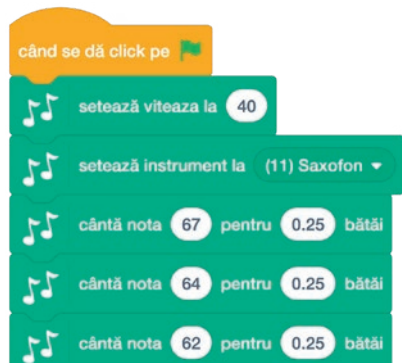 când se dă click pe
setează viteaza la 40
setează instrument la (11) Saxofon
cântă nota 67 pentru 0.25 bătăi
cântă nota 64 pentru 0.25 bătăi
cântă nota 62 pentru 0.25 bătăi